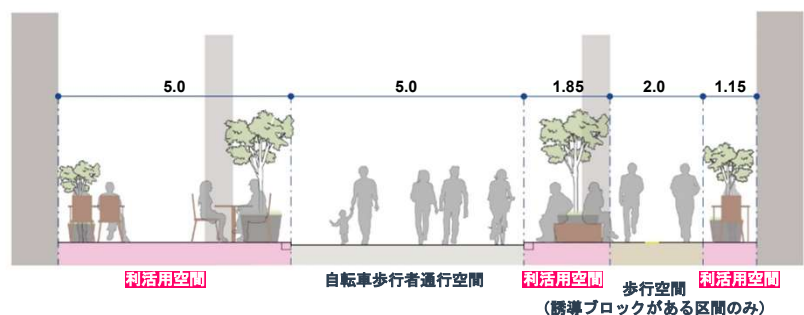 5.0
5.0
1.85
2.0
1.15
利活用空間
自転車歩行者通行空間
利活用空間
歩行空間
（誘導ブロックがある区間のみ）
利活用空間